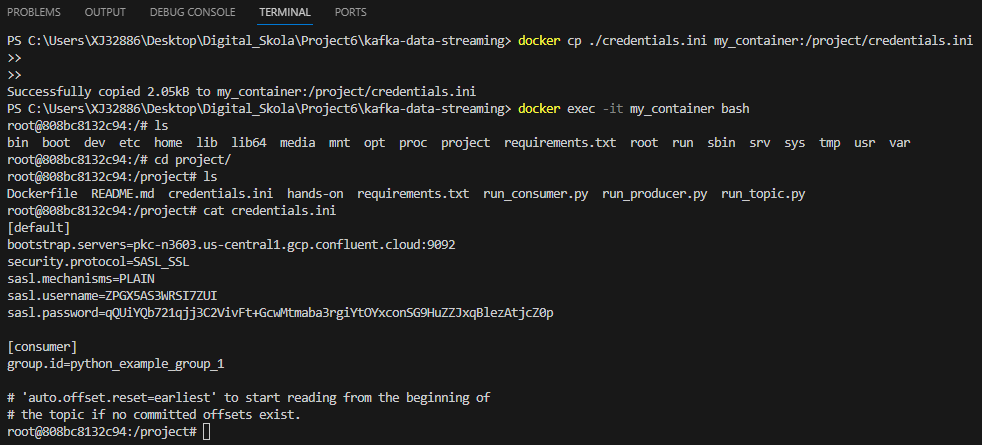 PROBLEMS OUTPUT DEBUG CONSOLE TERMINAL PORTS
PS C:\Users\XJ32886\Desktop\Digital_Skola\Project6\kafka-data-streaming> docker cp ./credentials.ini my_container:/project/credentials.ini
>>
>>
Successfully copied 2.05kB to my_container:/project/credentials.ini
PS C:\Users\XJ32886\Desktop\Digital_Skola\Project6\kafka-data-streaming> docker exec -it my_container bash
root@808bc8132c94:/# ls
bin boot dev etc home lib lib64 media mnt opt proc project requirements.txt root run sbin srv sys tmp usr var
root@808bc8132c94:/# cd project/
root@808bc8132c94:/project# ls
Dockerfile README.md credentials.ini hands-on requirements.txt run_consumer.py run_producer.py run_topic.py
root@808bc8132c94:/project# cat credentials.ini
[default]
bootstrap.servers=pkc-n3603.us-central1.gcp.confluent.cloud:9092
security.protocol=SASL_SSL
sasl.mechanisms=PLAIN
sasl.username=ZPGX5AS3WRSI7ZUI
sasl.password=qQUiYQb721qjj3C2VivFt+GcwMtmaba3rgiYtOYxconSG9HuZZJxqBlezAtjcZ0p
[consumer]
group.id=python_example_group_1
# 'auto.offset.reset=earliest' to start reading from the beginning of
# the topic if no committed offsets exist.
root@808bc8132c94:/project#